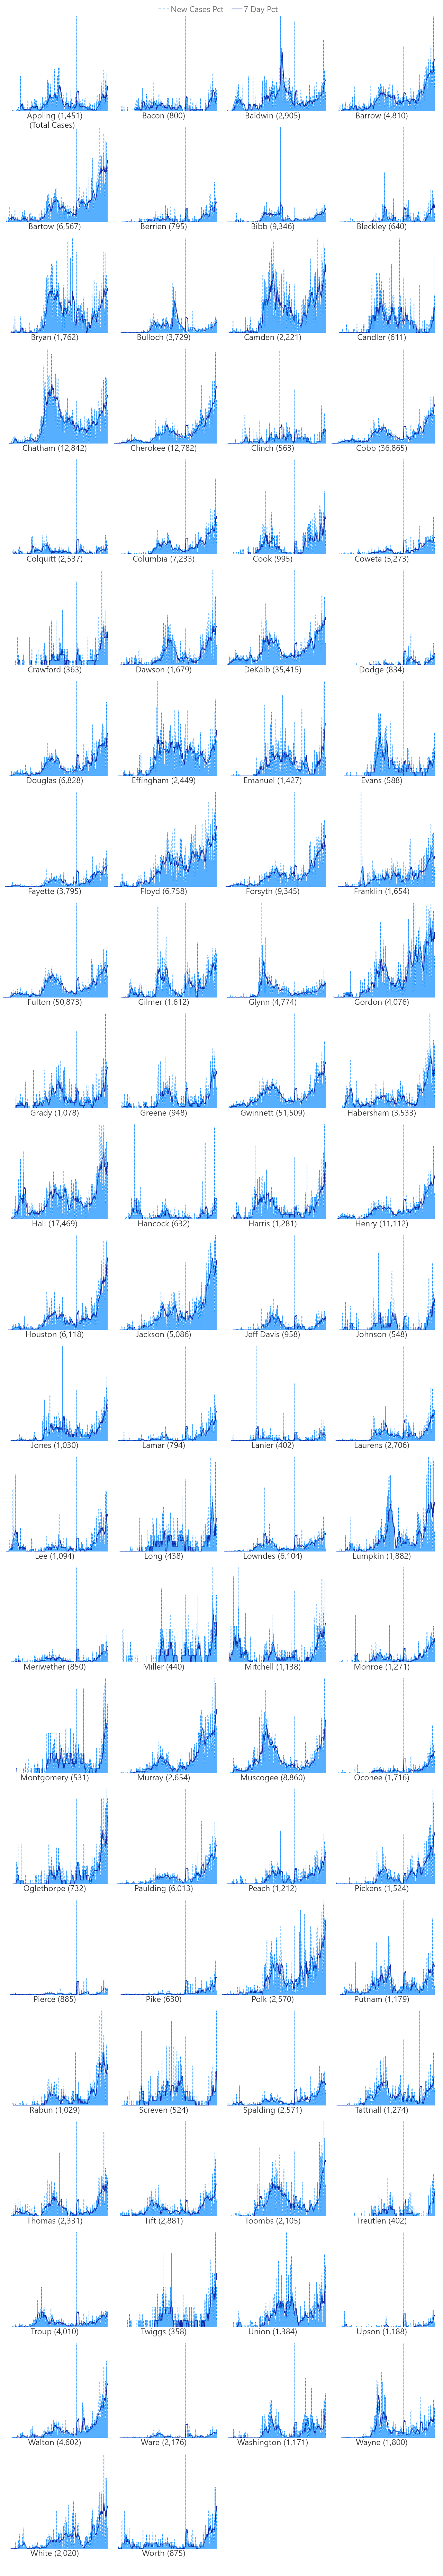 New Cases Pct 7 Day Pct
Appling (1,451) Bacon (800) Baldwin (2,905) Barrow (4,810)
(Total Cases)
Bartow (6,567) Berrien (795) Bibb (9,346) Bleckley (640)
Bryan (1,762) Bulloch (3,729) Camden (2,221) Candler (611)
Chatham (12,842) Cherokee (12,782) Clinch (563) Cobb (36,865)
Colquitt (2,537) Columbia (7,233) Cook (995) Coweta (5,273)
Crawford (363) Dawson (1,679) DeKalb (35,415) Dodge (834)
Douglas (6,828) Effingham (2,449) Emanuel (1,427) Evans (588)
Fayette (3,795) Floyd (6,758) Forsyth (9,345) Franklin (1,654)
Fulton (50,873) Gilmer (1,612) Glynn (4,774) Gordon (4,076)
Grady (1,078) Greene (948) Gwinnett (51,509) Habersham (3,533)
Hall (17,469) Hancock (632) Harris (1,281) Henry (11,112)
Houston (6,118) Jackson (5,086) Jeff Davis (958) Johnson (548)
Jones (1,030) Lamar (794) Lanier (402) Laurens (2,706)
Lee (1,094) Long (438) Lowndes (6,104) Lumpkin (1,882)
Meriwether (850) Miller (440) Mitchell (1,138) Monroe (1,271)
Montgomery (531) Murray (2,654) Muscogee (8,860) Oconee (1,716)
Oglethorpe (732) Paulding (6,013) Peach (1,212) Pickens (1,524)
Pierce (885) Pike (630) Polk (2,570) Putnam (1,179)
Rabun (1,029) Screven (524) Spalding (2,571) Tattnall (1,274)
Thomas (2,331) Tift (2,881) Toombs (2,105) Treutlen (402)
Troup (4,010) Twiggs (358) Union (1,384) Upson (1,188)
Walton (4,602) Ware (2,176) Washington (1,171) Wayne (1,800)
White (2,020) Worth (875)